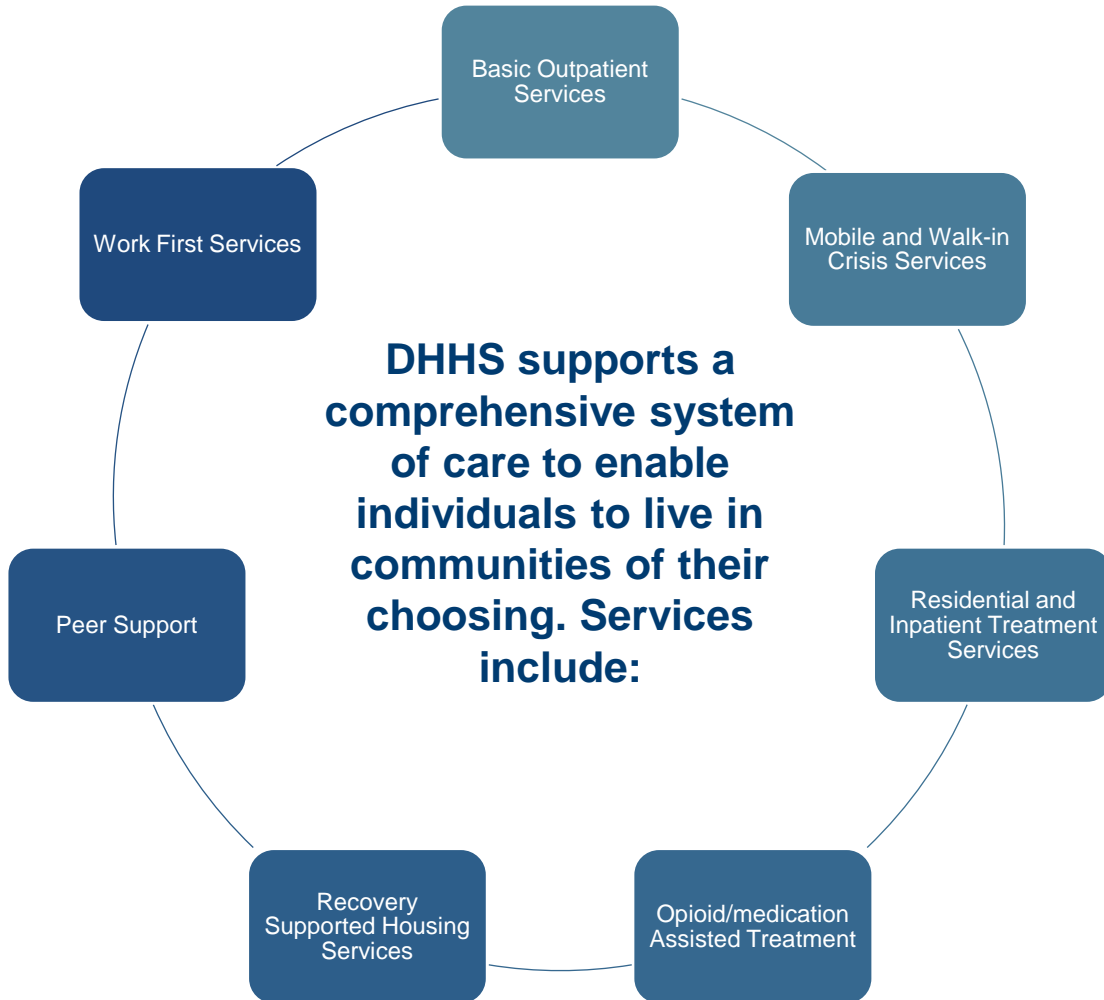 Basic Outpatient
Services
Mobile and Walk-in
Crisis Services
Residential and
Inpatient Treatment
Services
Opioid/medication
Assisted Treatment
Recovery
Supported Housing
Services
Peer Support
Work First Services
DHHS supports a
comprehensive system
of care to enable
individuals to live in
communities of their
choosing. Services
include: